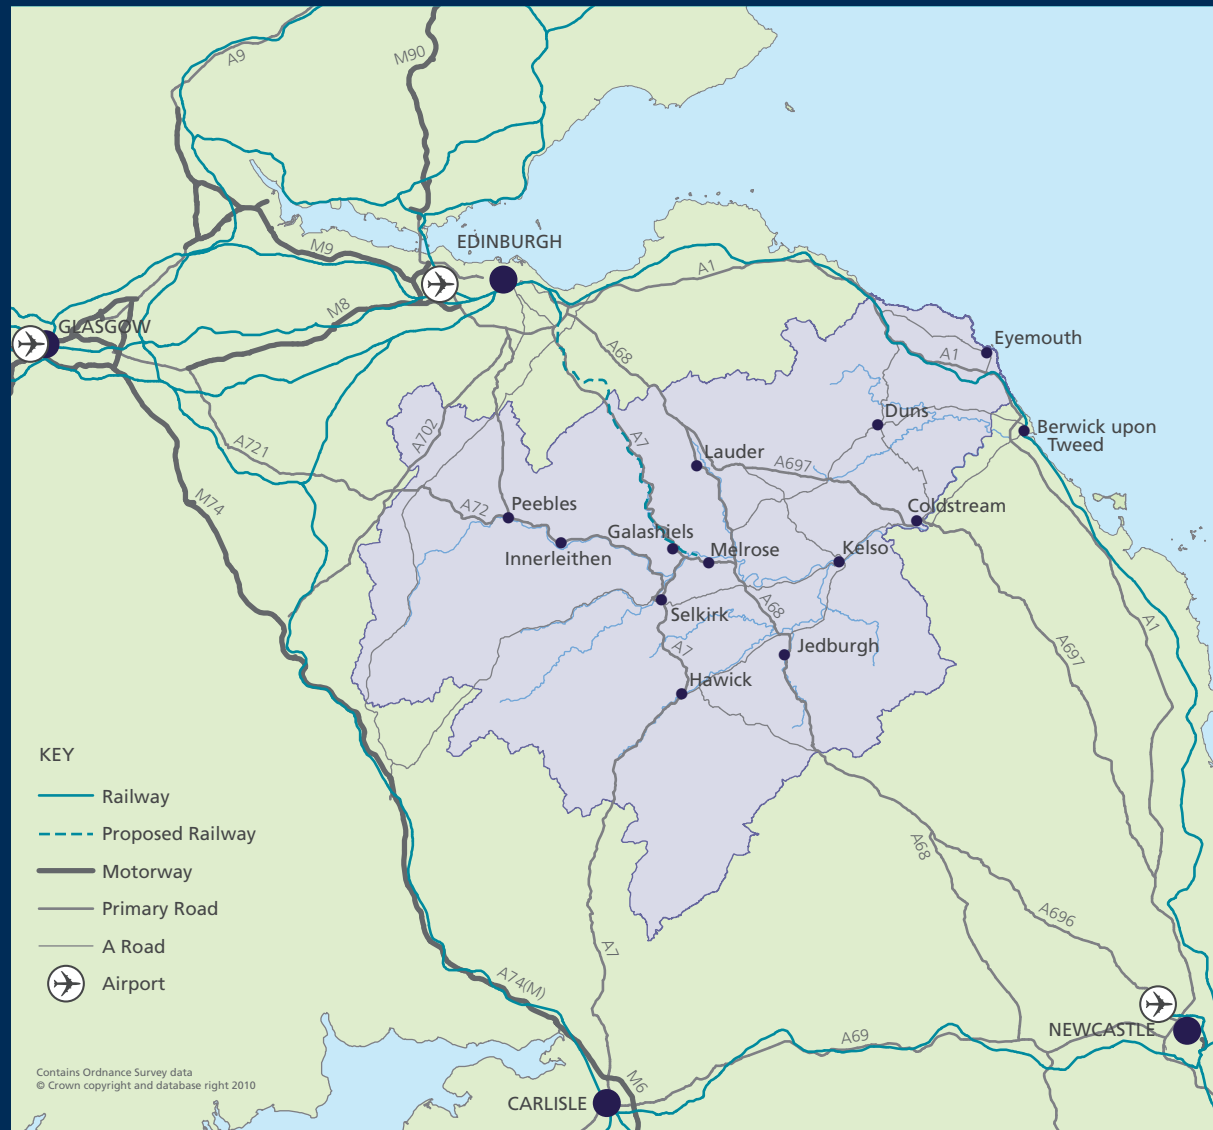 A9
M90
EDINBURGH
M9
A1
M8
GLASGOW
A68
A1
Eyemouth
Duns
Berwick upon
Tweed
A702
A7
A721
Lauder
A697
M74
A72
Peebles
Coldstream
Galashiels
Melrose
Kelso
Innerleithen
A68
Selkirk
A1
A7
Jedburgh
A697
Hawick
KEY
Railway
Proposed Railway
Motorway
A68
Primary Road
A696
A Road
A7
Airport
A74(M)
NEWCASTLE
A69
Contains Ordnance Survey data
© Crown copyright and database right 2010
M6
CARLISLE